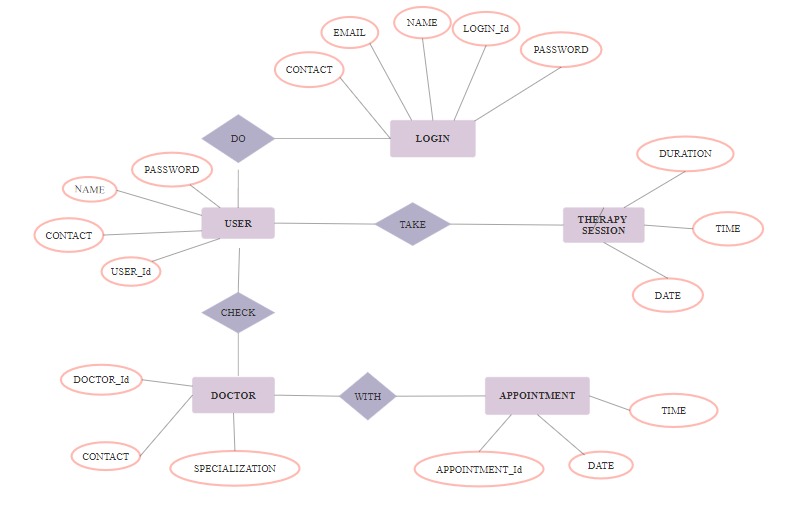 NAME
EMAIL
LOGIN_Id
PASSWORD
CONTACT
DO
LOGIN
DURATION
PASSWORD
NAME
USER
TAKE
THERAPY
SESSION
TIME
CONTACT
USER_Id
DATE
CHECK
DOCTOR_Id
DOCTOR
WITH
APPOINTMENT
TIME
CONTACT
SPECIALIZATION
APPOINTMENT_Id
DATE